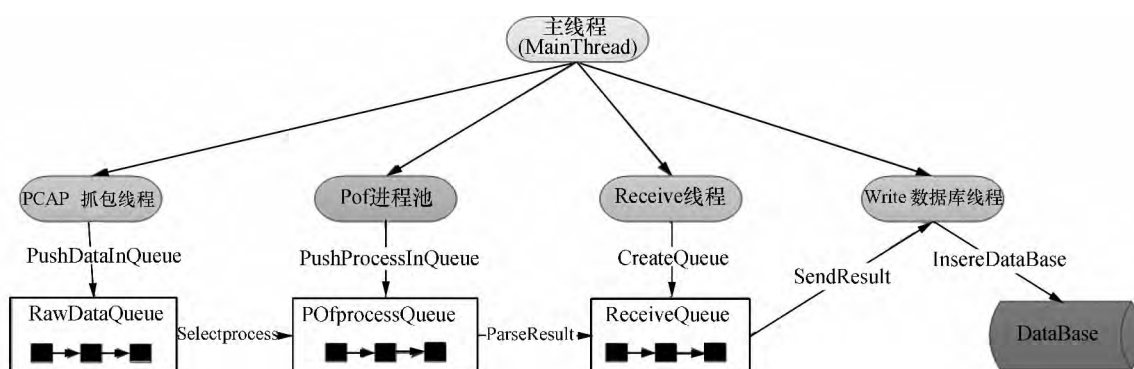 主线程
(MainThread)
PCAP 抓包线程
Pof进程池
Receive线程
Write 数据库线程
PushDataInQueue
PushProcessInQueue
CreateQueue
SendResult
InsereDataBase
RawDataQueue
Selectprocess
POfprocessQueue
ParseResult
ReceiveQueue
DataBase